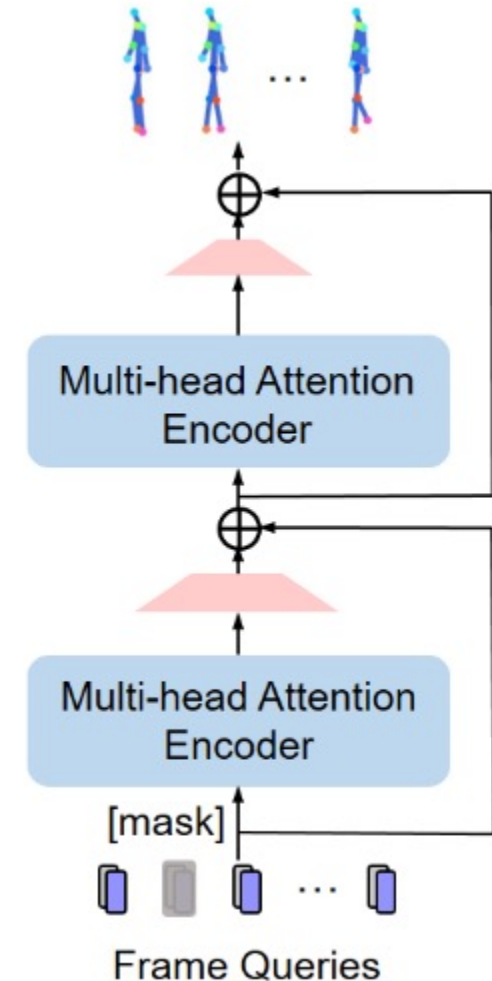 ...
Multi-head Attention
Encoder
Multi-head Attention
Encoder
[mask]
...
Frame Queries